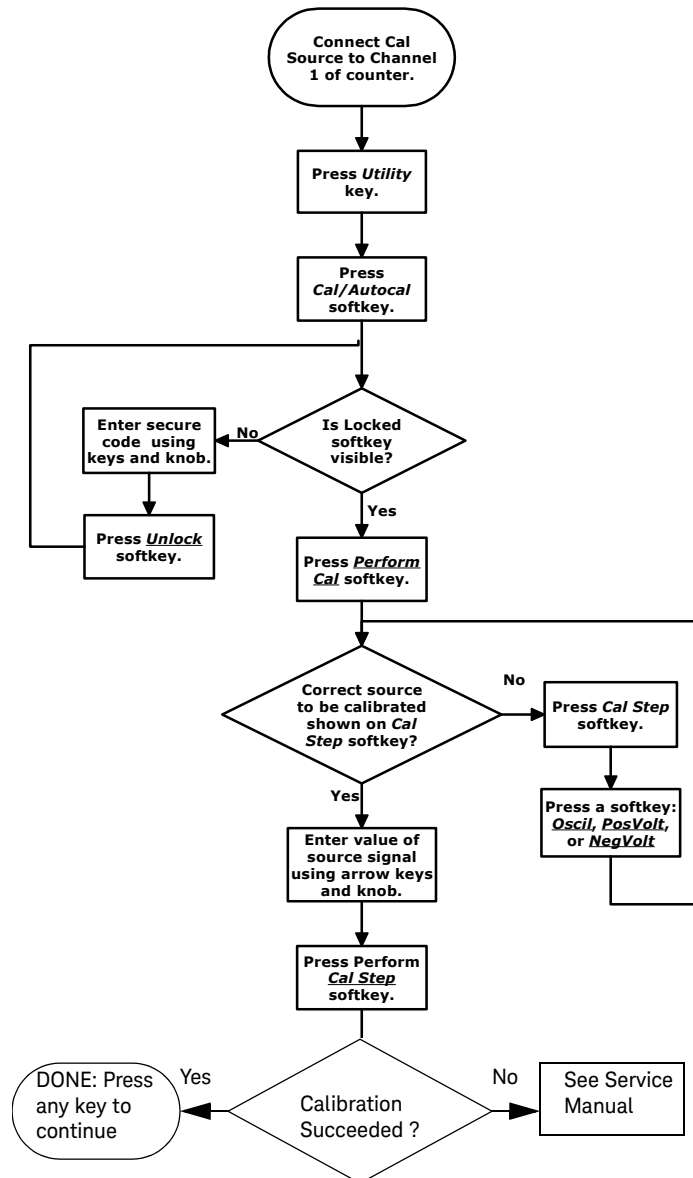 Connect Cal
Source to Channel
1 of counter.
Press Utility
key.
Press
Cal/Autocal
softkey.
Is Locked
softkey
visible?
No
Enter secure
code using
keys and knob.
Press Unlock
softkey.
Yes
Press Perform
Cal softkey.
Correct source
to be calibrated
shown on Cal
Step softkey?
No
Press Cal Step
softkey.
Press a softkey:
Oscil, PosVolt,
or NegVolt
Yes
Enter value of
source signal
using arrow keys
and knob.
Press Perform
Cal Step
softkey.
Calibration
Succeeded ?
Yes
DONE: Press
any key to
continue
No
See Service
Manual